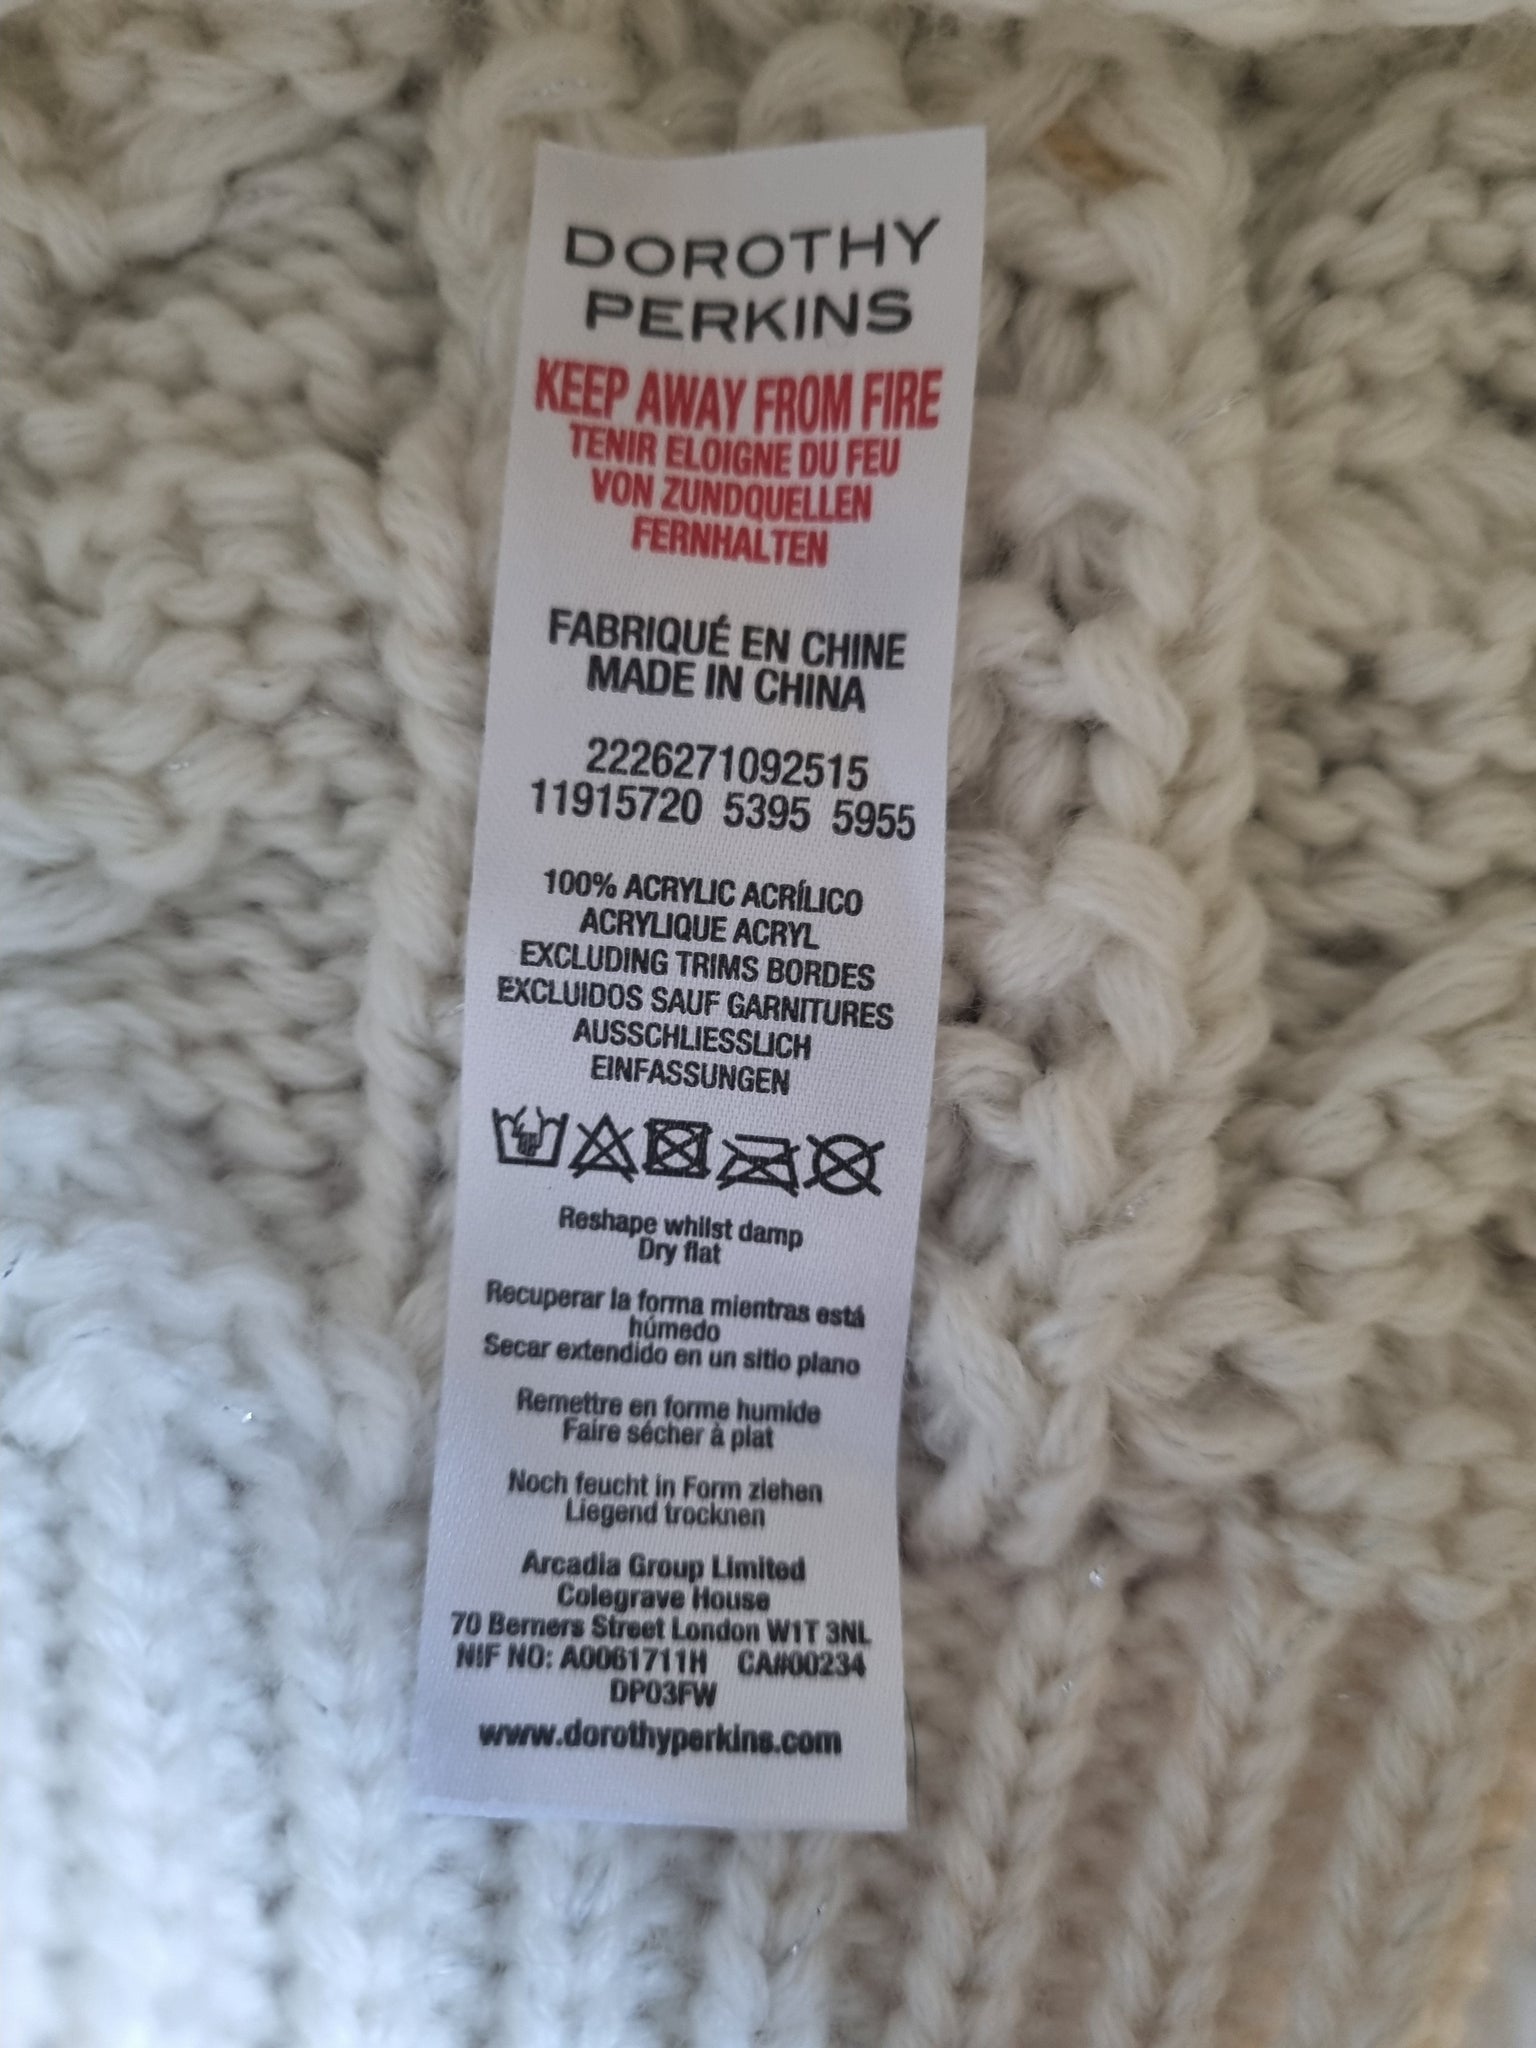 DOROTHY
PERKINS
KEEP AWAY FROM FIRE
TENIR ELOIGNE DU FEU
VON ZUNDQUELLEN
FERNHALTEN
FABRIQUÉ EN CHINE
MADE IN CHINA
2226271092515
11915720 5395 5955
100% ACRYLIC ACRÍLICO
ACRYLIQUE ACRYL
EXCLUDING TRIMS BORDES
EXCLUIDOS SAUF GARNITURES
AUSSCHLIESSLICH
EINFASSUNGEN
Reshape whilst damp
Dry flat
Recuperar la forma mientras está
húmedo
Secar extendido en un sitio plano
Remettre en forme humide
Faire sécher à plat
Noch feucht in Form ziehen
Liegend trocknen
Arcadia Group Limited
Colegrave House
70 Berners Street London W1T 3NL
NIF NO: A0061711H CA#00234
DP03FW
www.dorothyperkins.com